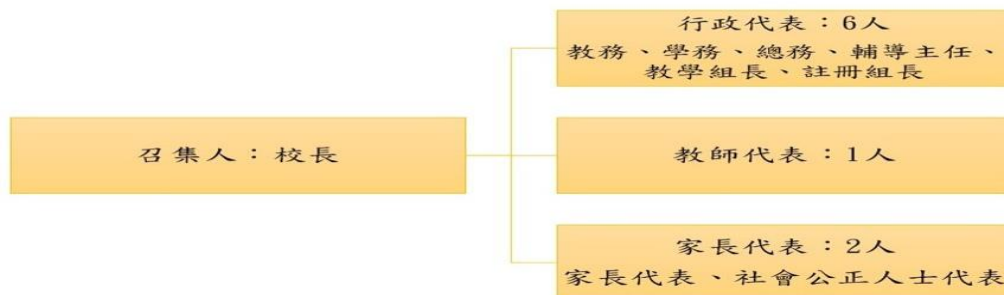 召集人：校長
行政代表：6人
教務、學務、總務、輔導主任、
教學組長、註冊組長
教師代表：1人
家長代表：2人
家長代表、社會公正人士代表